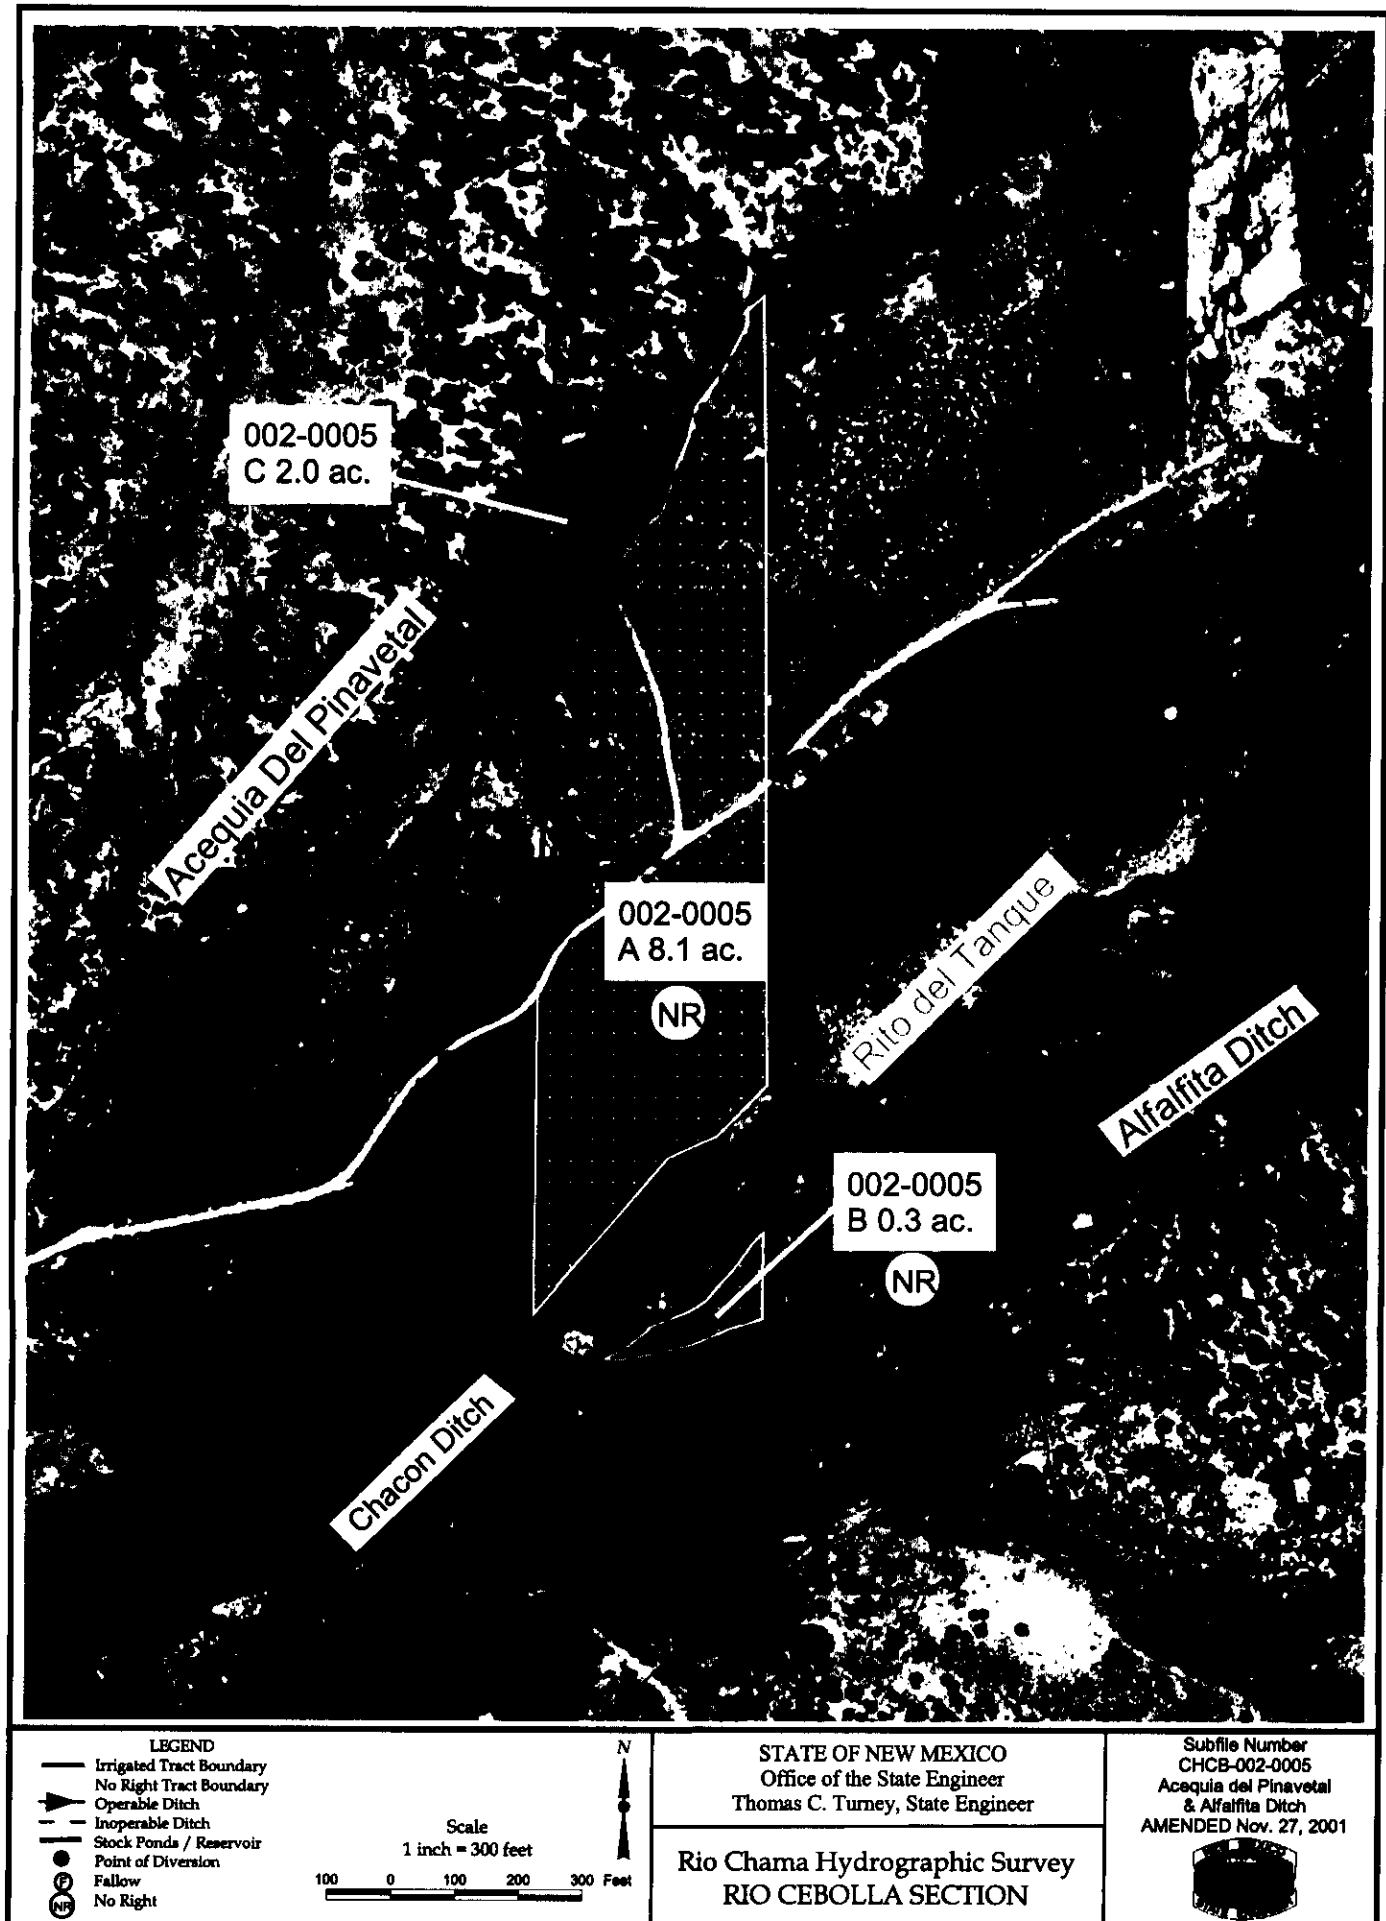 002-0005
C 2.0 ac.
Acequia Del Pinavetal
002-0005
A 8.1 ac.
NR
Rito del Tanque
Alfalfita Ditch
002-0005
B 0.3 ac.
NR
Chacon Ditch
LEGEND
Irrigated Tract Boundary
No Right Tract Boundary
Operable Ditch
Inoperable Ditch
Stock Ponds / Reservoir
Point of Diversion
F Fallow
NR No Right
N
Scale
1 inch = 300 feet
100 0 100 200 300 Feet
STATE OF NEW MEXICO
Office of the State Engineer
Thomas C. Turney, State Engineer
Rio Chama Hydrographic Survey
RIO CEBOLLA SECTION
Subfile Number
CHCB-002-0005
Acequia del Pinavetal
& Alfalfita Ditch
AMENDED Nov. 27, 2001